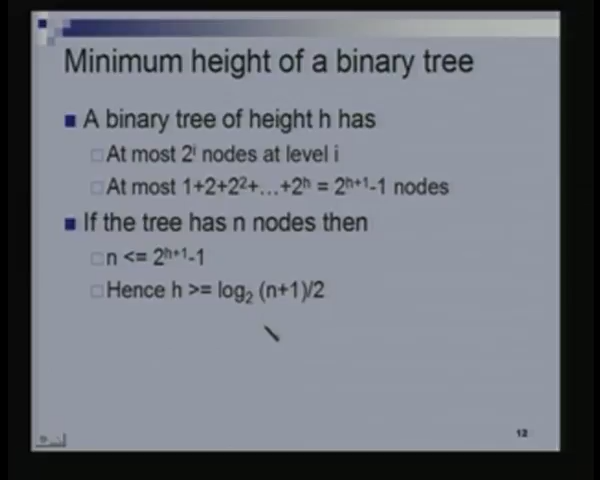 Minimum height of a binary tree
A binary tree of height h has
At most 2ⁱ nodes at level i
At most 1+2+2²+…+2ʰ = 2ʰ⁺¹-1 nodes
If the tree has n nodes then
n <= 2ʰ⁺¹-1
Hence h >= log₂ (n+1)/2
12